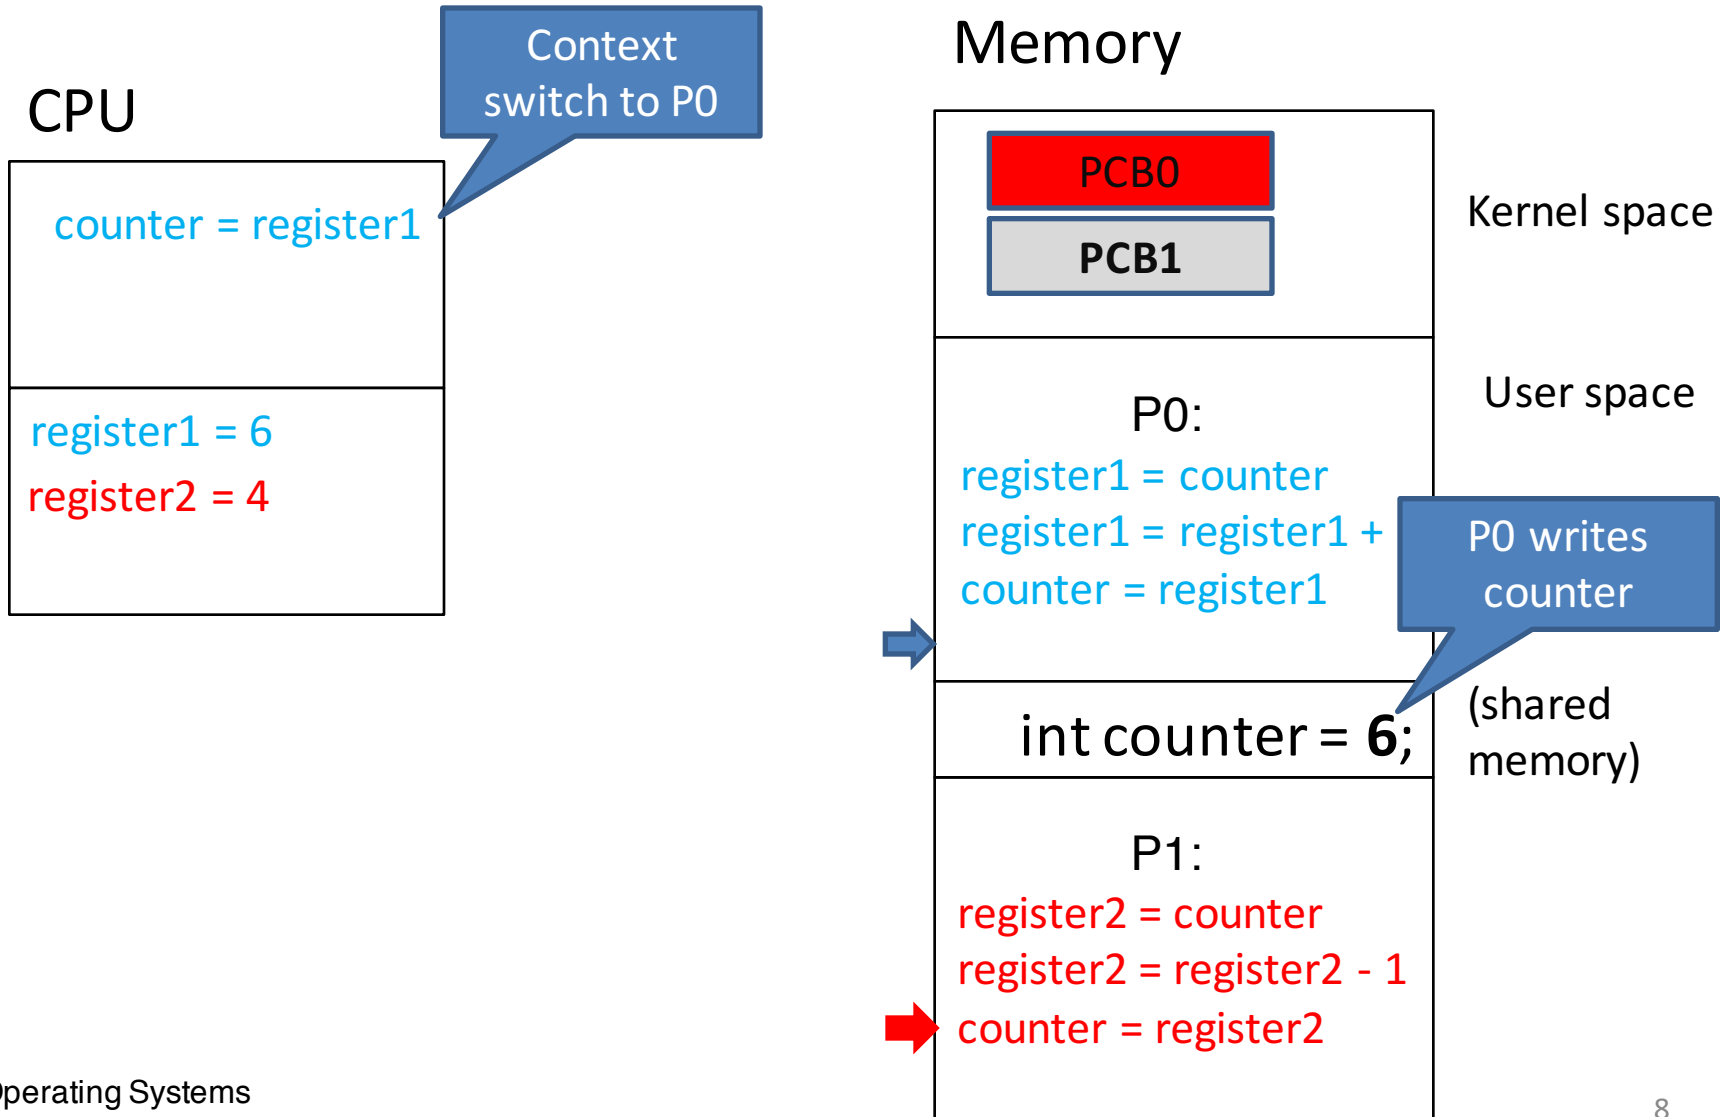 Context
switch to P0
CPU
counter = register1
register1 = 6
register2 = 4
Memory
PCB0
PCB1
Kernel space
User space
P0:
register1 = counter
register1 = register1 +
counter = register1
P0 writes
counter
int counter = 6;
(shared
memory)
P1:
register2 = counter
register2 = register2 - 1
counter = register2
perating Systems
8